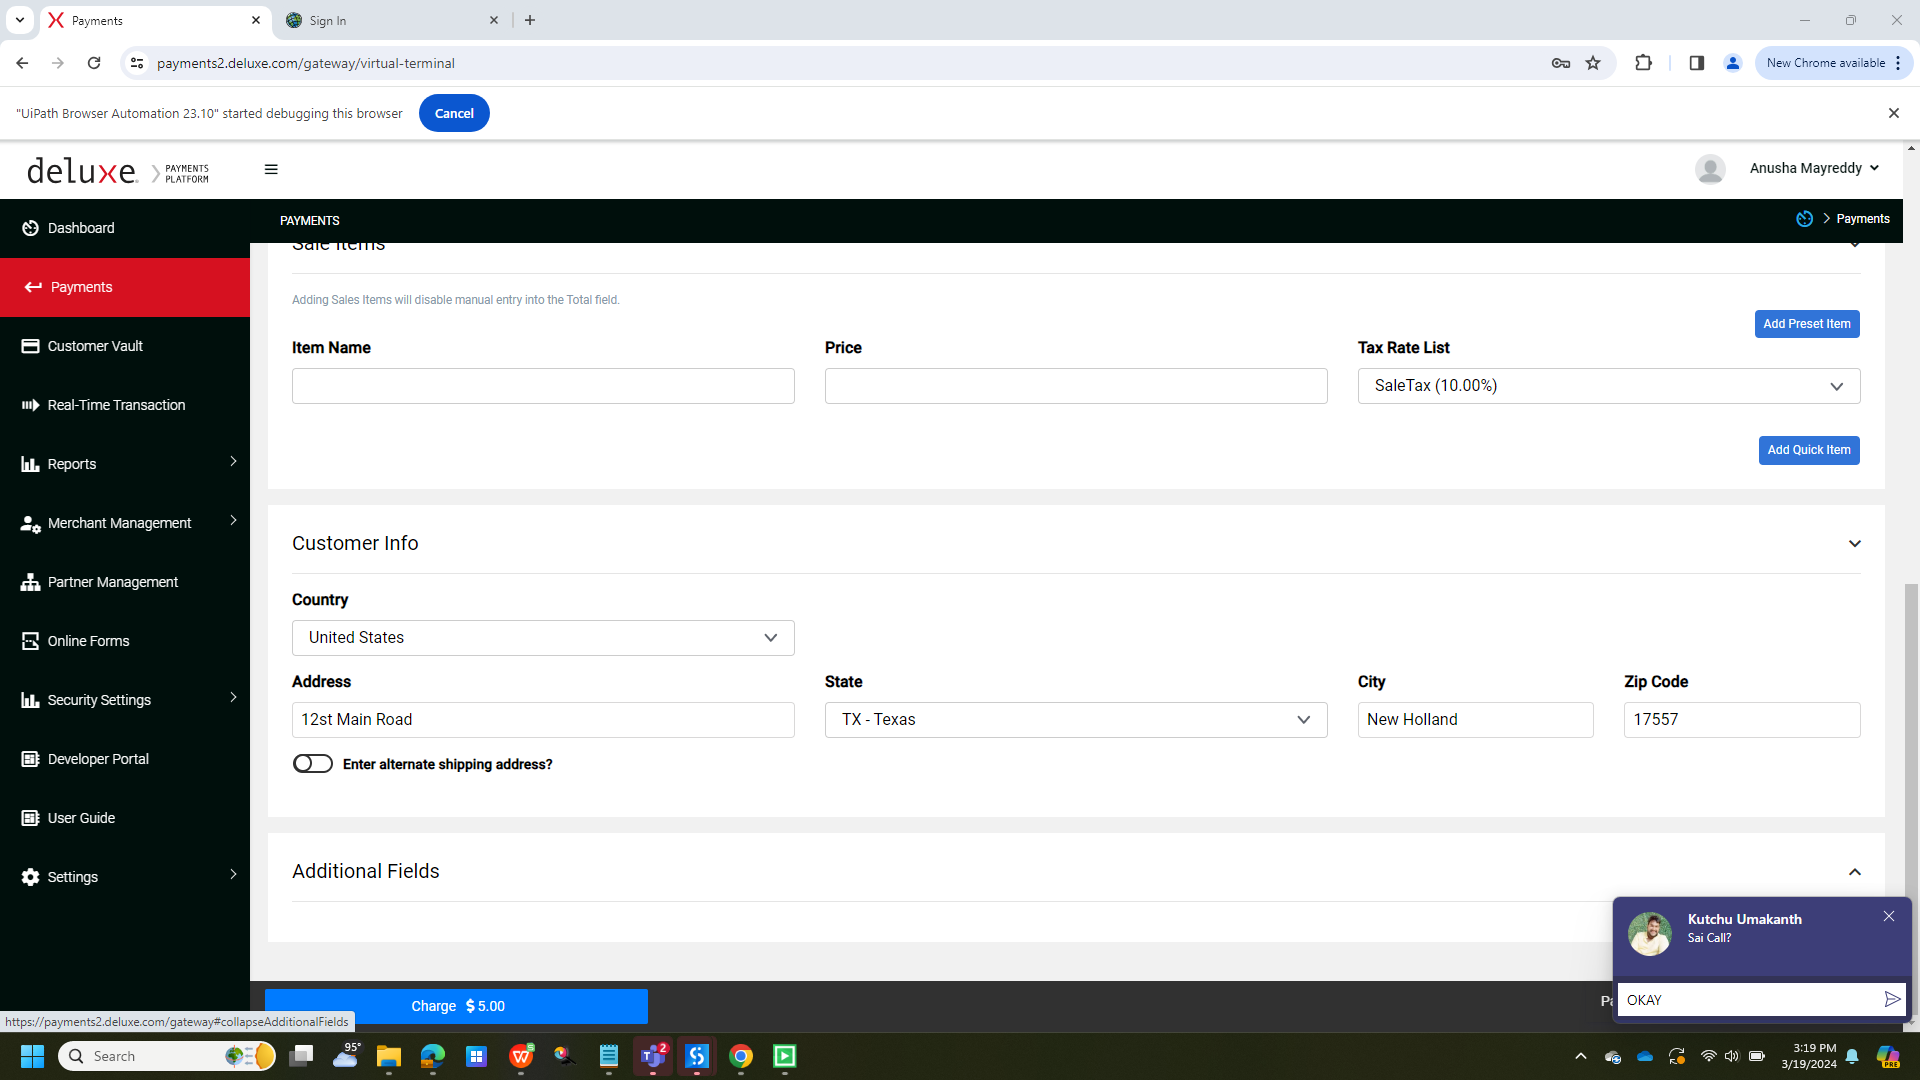 Payments
Sign In
payments2.deluxe.com/gateway/virtual-terminal
New Chrome available
"UiPath Browser Automation 23.10" started debugging this browser
Cancel
deluxe.
PAYMENTS
PLATFORM
Anusha Mayreddy
Dashboard
Payments
Customer Vault
Real-Time Transaction
Reports
Merchant Management
Partner Management
Online Forms
Security Settings
Developer Portal
User Guide
Settings
PAYMENTS
Payments
Sale Items
Adding Sales Items will disable manual entry into the Total field.
Add Preset Item
Item Name
Price
Tax Rate List
SaleTax (10.00%)
Add Quick Item
Customer Info
Country
United States
Address
State
City
Zip Code
12st Main Road
TX - Texas
New Holland
17557
Enter alternate shipping address?
Additional Fields
Kutchu Umakanth
Sai Call?
OKAY
Charge $ 5.00
Pa
https://payments2.deluxe.com/gateway#collapseAdditionalFields
Search
95°
2
3:19 PM
3/19/2024
PRE